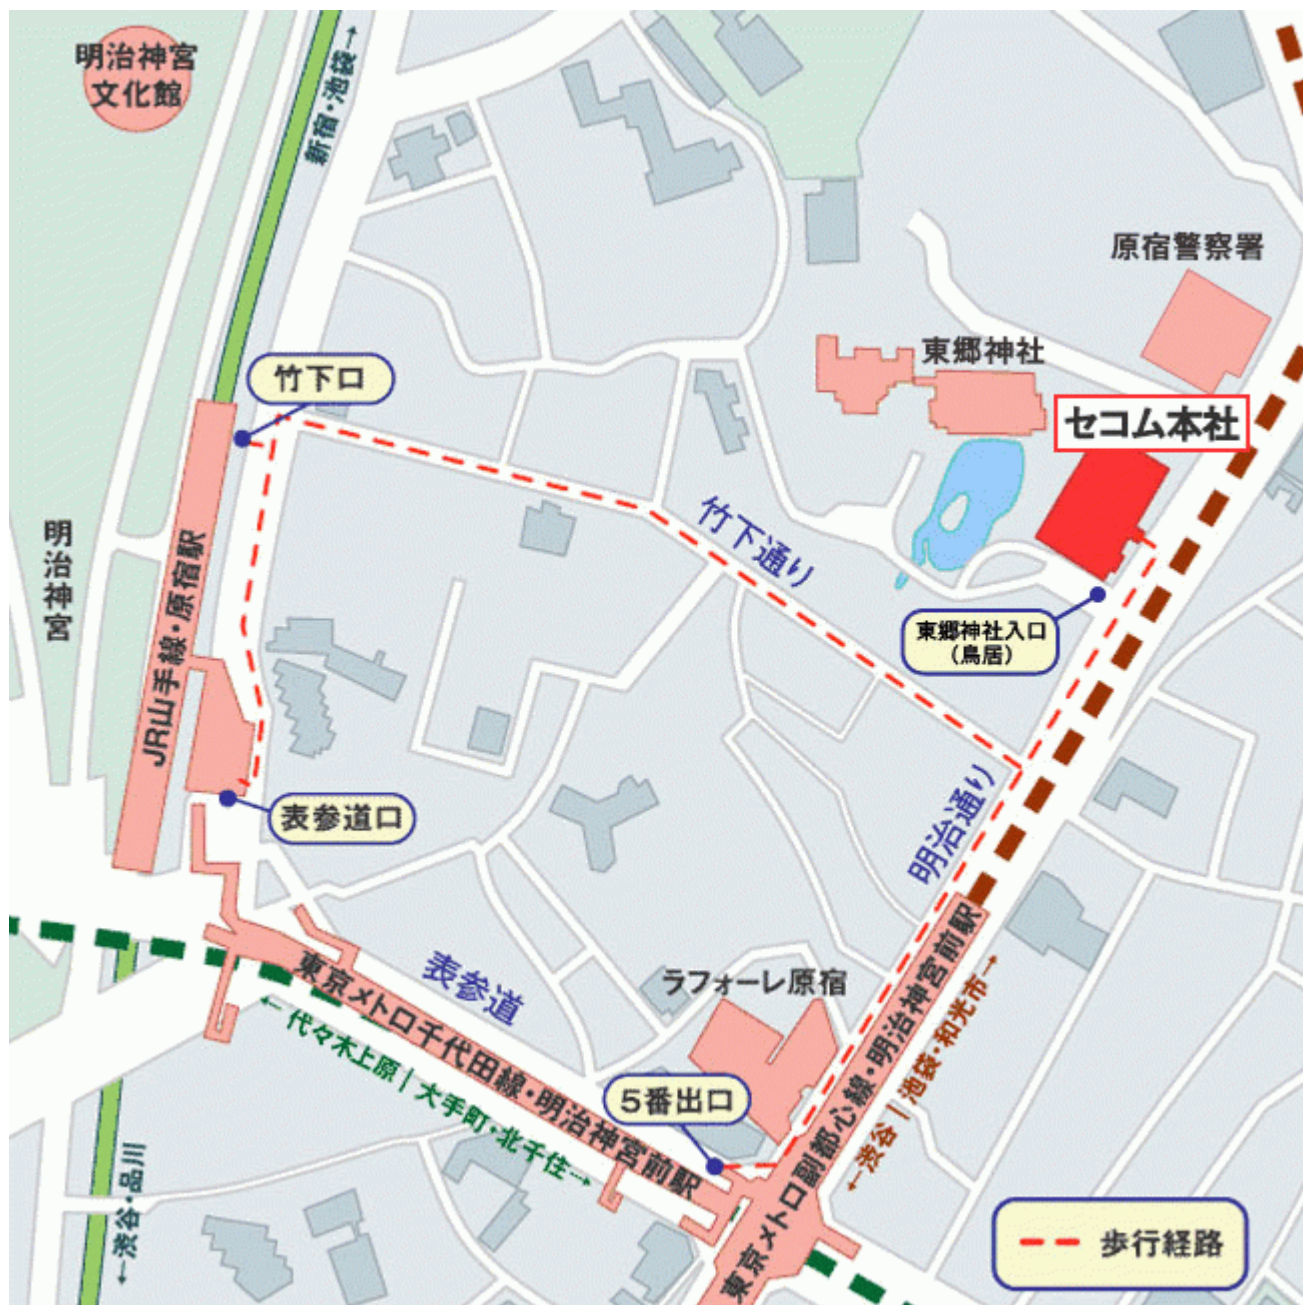 明治神宮
文化館
新宿・池袋→
原宿警察署
東郷神社
竹下口
セコム本社
竹下通り
明治神宮
JR山手線・原宿駅
東郷神社入口
(鳥居)
表参道口
明治通り
表参道
ラフォーレ原宿
東京メトロ千代田線・明治神宮前駅
←代々木上原|大手町・北千住→
5番出口
東京メトロ副都心線・明治神宮前駅
←渋谷|池袋・和光市→
←渋谷・品川
歩行経路